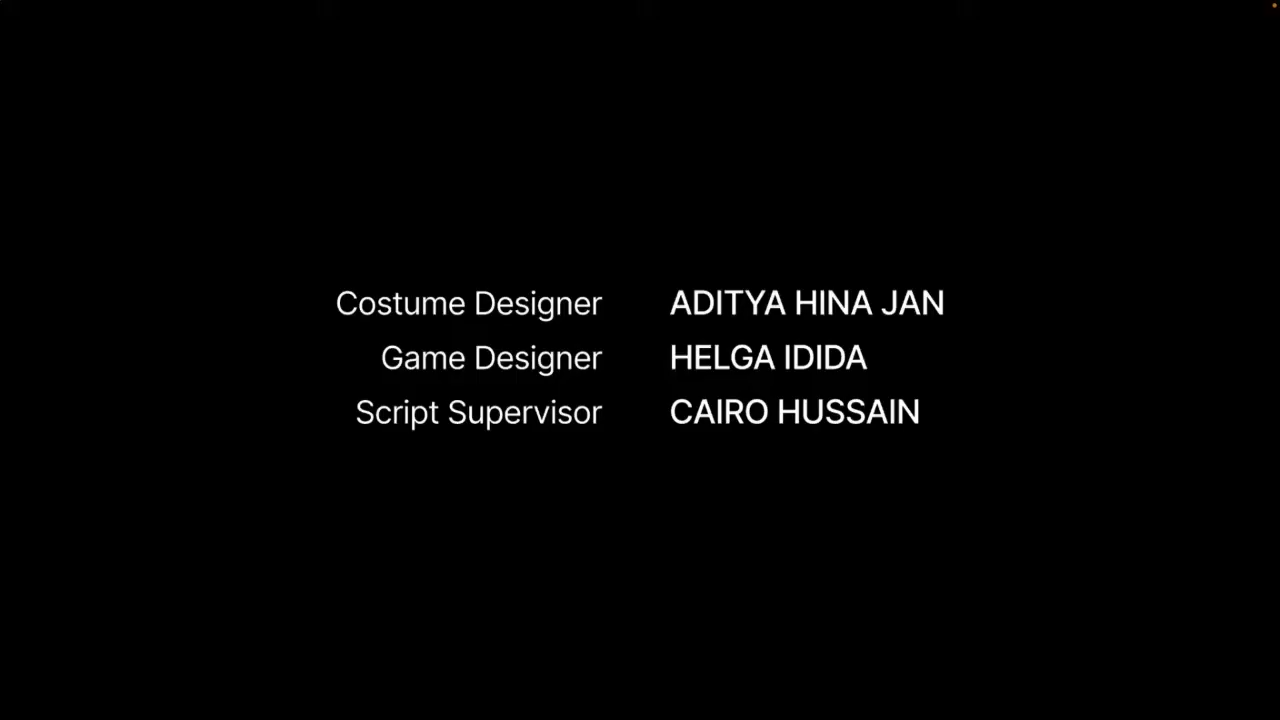 Costume Designer ADITYA HINA JAN
Game Designer HELGA IDIDA
Script Supervisor CAIRO HUSSAIN